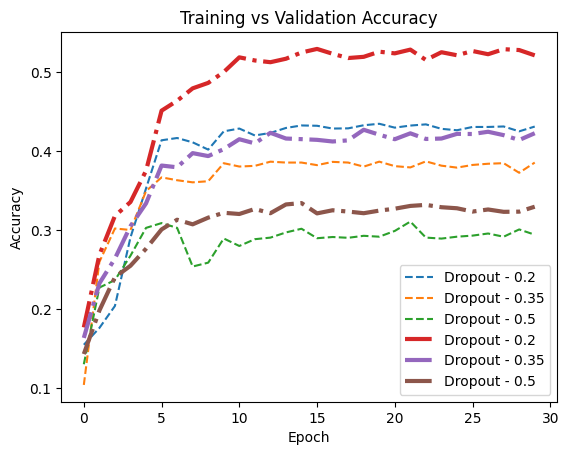 Training vs Validation Accuracy
Accuracy
0.5
0.4
0.3
0.2
0.1
Dropout - 0.2
Dropout - 0.35
Dropout - 0.5
Dropout - 0.2
Dropout - 0.35
Dropout - 0.5
0 5 10 15 20 25 30
Epoch